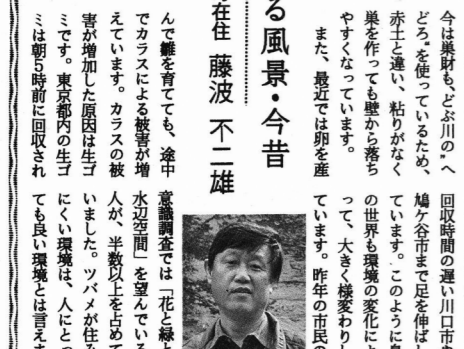 今は巣財も、どぶ川の"へ
どろ"を使っているため、
赤土と違い、粘りがなく
巣を作っても壁から落ち
やすくなっています。
また、最近では卵を産
る風景・今昔
在住 藤波 不二雄
んで雛を育てても、途中
でカラスによる被害が増
えています。カラスの被
害が増加した原因は生ゴ
ミです。東京都内の生ゴ
ミは朝5時前に回収され
回収時間の遅い川口市
鳩ケ谷市まで足を伸ばし
ています。このように
の世界も環境の変化に
って、大きく様変わり
ています。昨年の市民の
意識調査では「花と緑と
水辺空間」を望んでいる
人が、半数以上を占めて
いました。ツバメが住み
にくい環境は、人にとっ
ても良い環境とは言えま